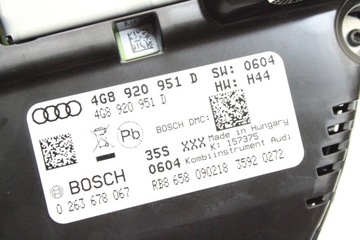 4G8 920 951 D SW: 0604
4G8 920 951 D HW: H44
BOSCH DMC:
Pb
35S XXX Made in Hungary
K: 157375
BOSCH 0604 Kombiinstrument Audi
0 263 678 067 RB8 658 090218 3592 0272